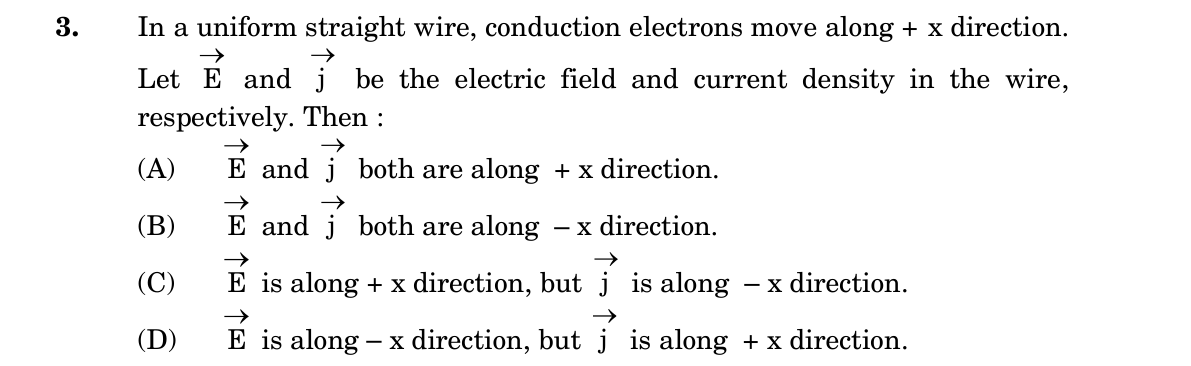 3. In a uniform straight wire, conduction electrons move along + x direction.
Let E⃗ and j⃗ be the electric field and current density in the wire,
respectively. Then :
(A) E⃗ and j⃗ both are along + x direction.
(B) E⃗ and j⃗ both are along – x direction.
(C) E⃗ is along + x direction, but j⃗ is along – x direction.
(D) E⃗ is along – x direction, but j⃗ is along + x direction.